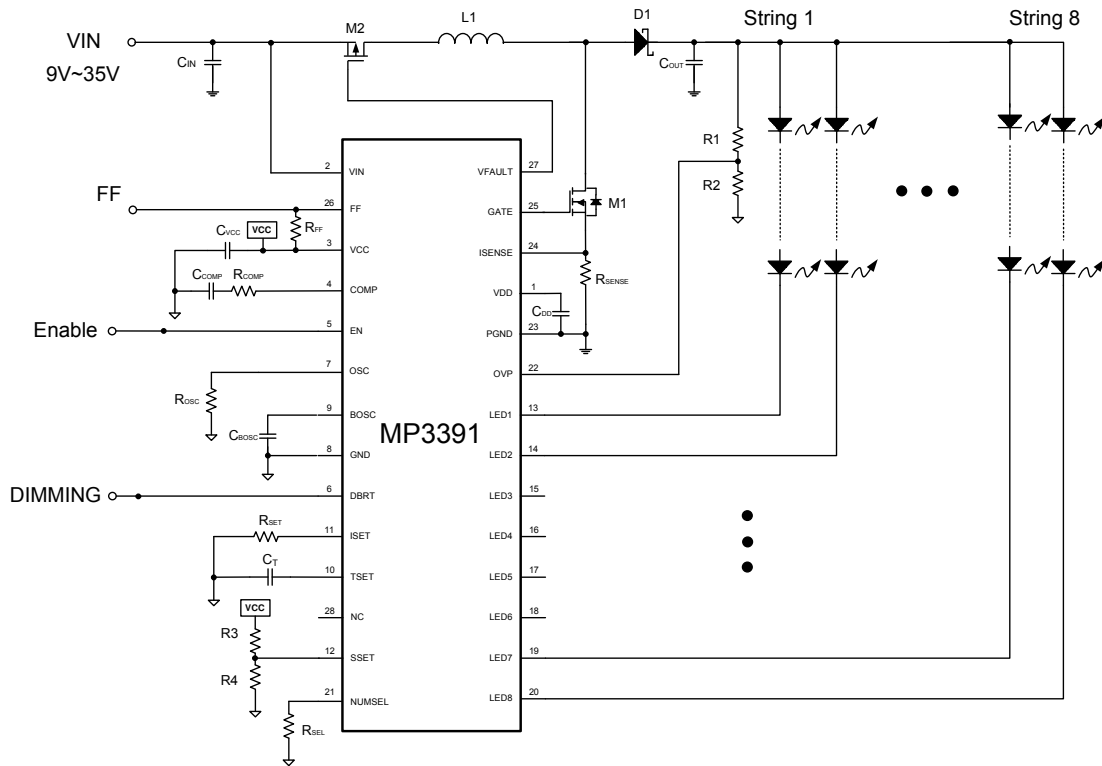 VIN
9V~35V
CIN
M2
L1
D1
COUT
String 1
String 8
R1
R2
M1
RSENSE
CDD
FF
RFF
CVCC
VCC
CCOMP
RCOMP
Enable
ROSC
CBOSC
DIMMING
RSET
CT
VCC
R3
R4
RSEL
MP3391
2 VIN
26 FF
3 VCC
4 COMP
5 EN
7 OSC
9 BOSC
8 GND
6 DBRT
11 ISET
10 TSET
28 NC
12 SSET
21 NUMSEL
VFAULT 27
GATE 25
ISENSE 24
VDD 1
PGND 23
OVP 22
LED1 13
LED2 14
LED3 15
LED4 16
LED5 17
LED6 18
LED7 19
LED8 20